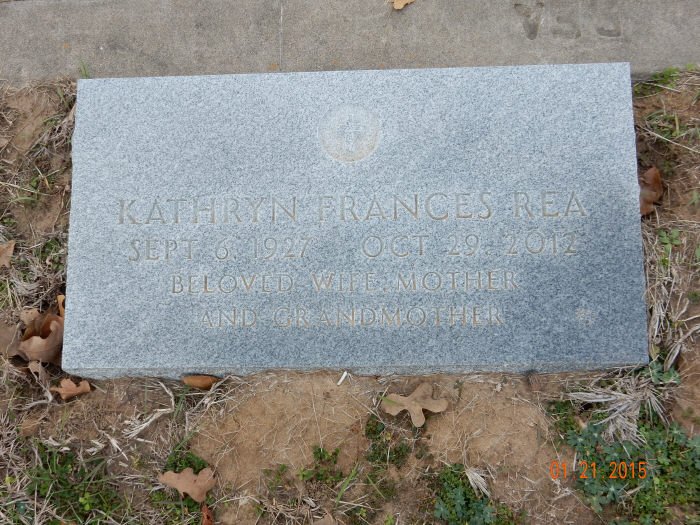 KATHRYN FRANCES REA
SEPT 6, 1927 OCT 29, 2012
BELOVED WIFE, MOTHER
AND GRANDMOTHER
01.21.2015